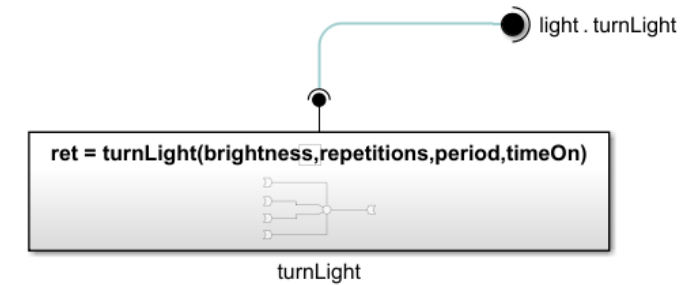 light . turnLight
ret = turnLight(brightness,repetitions,period,timeOn)
turnLight